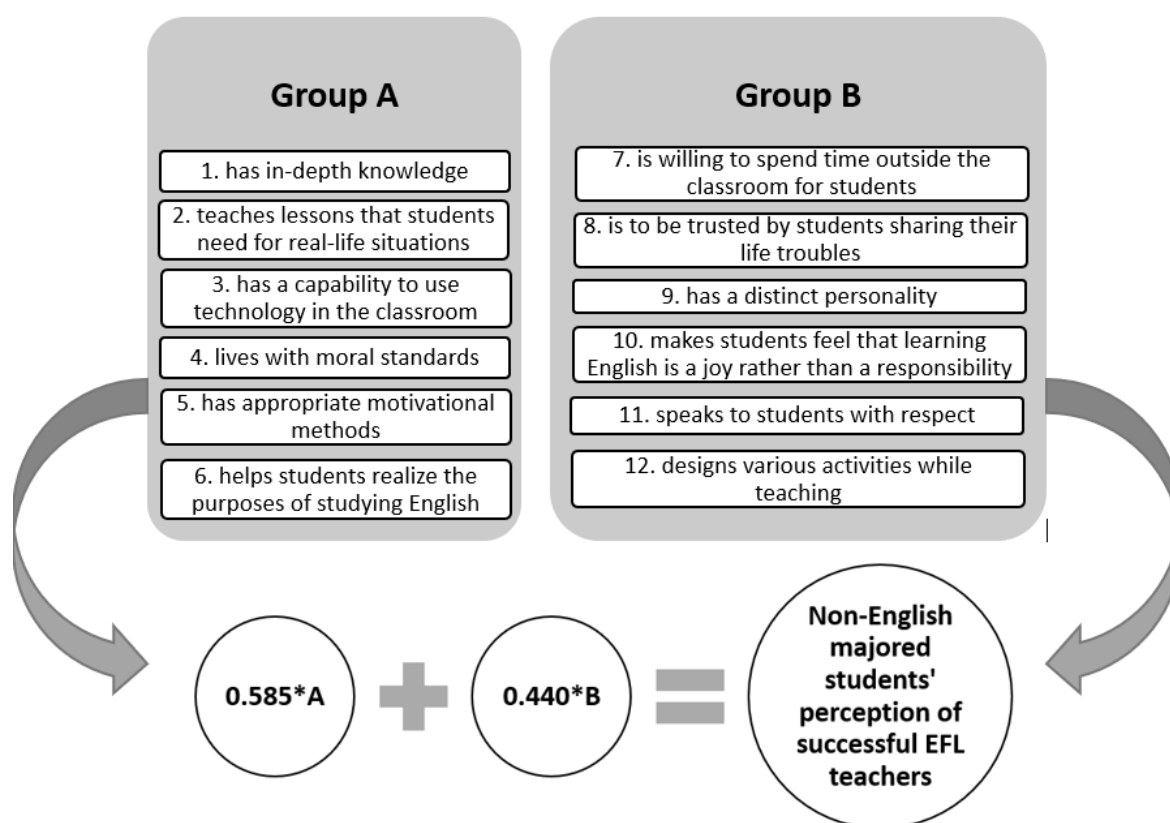 Group A
1. has in-depth knowledge
2. teaches lessons that students
need for real-life situations
3. has a capability to use
technology in the classroom
4. lives with moral standards
5. has appropriate motivational
methods
6. helps students realize the
purposes of studying English
Group B
7. is willing to spend time outside the
classroom for students
8. is to be trusted by students sharing their
life troubles
9. has a distinct personality
10. makes students feel that learning
English is a joy rather than a responsibility
11. speaks to students with respect
12. designs various activities while
teaching
0.585*A
0.440*B
Non-English
majored
students'
perception of
successful EFL
teachers